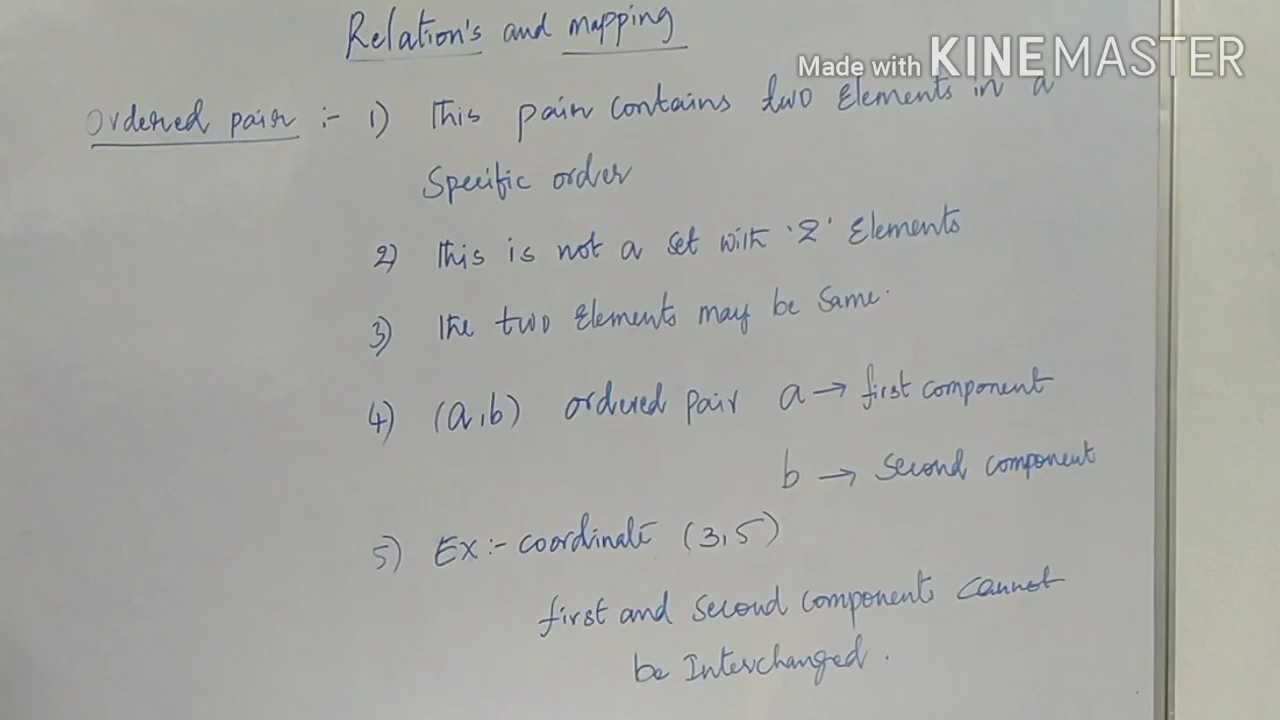 Relation's and mapping
Made with KINEMASTER
Ordered pair :- 1) This pair contains two Elements in a
Specific order
2) This is not a set with '2' Elements
3) The two Elements may be Same.
4) (a,b) ordered pair a → first component
b → Second component
5) Ex :- coordinate (3,5)
first and Second components cannot
be Interchanged.